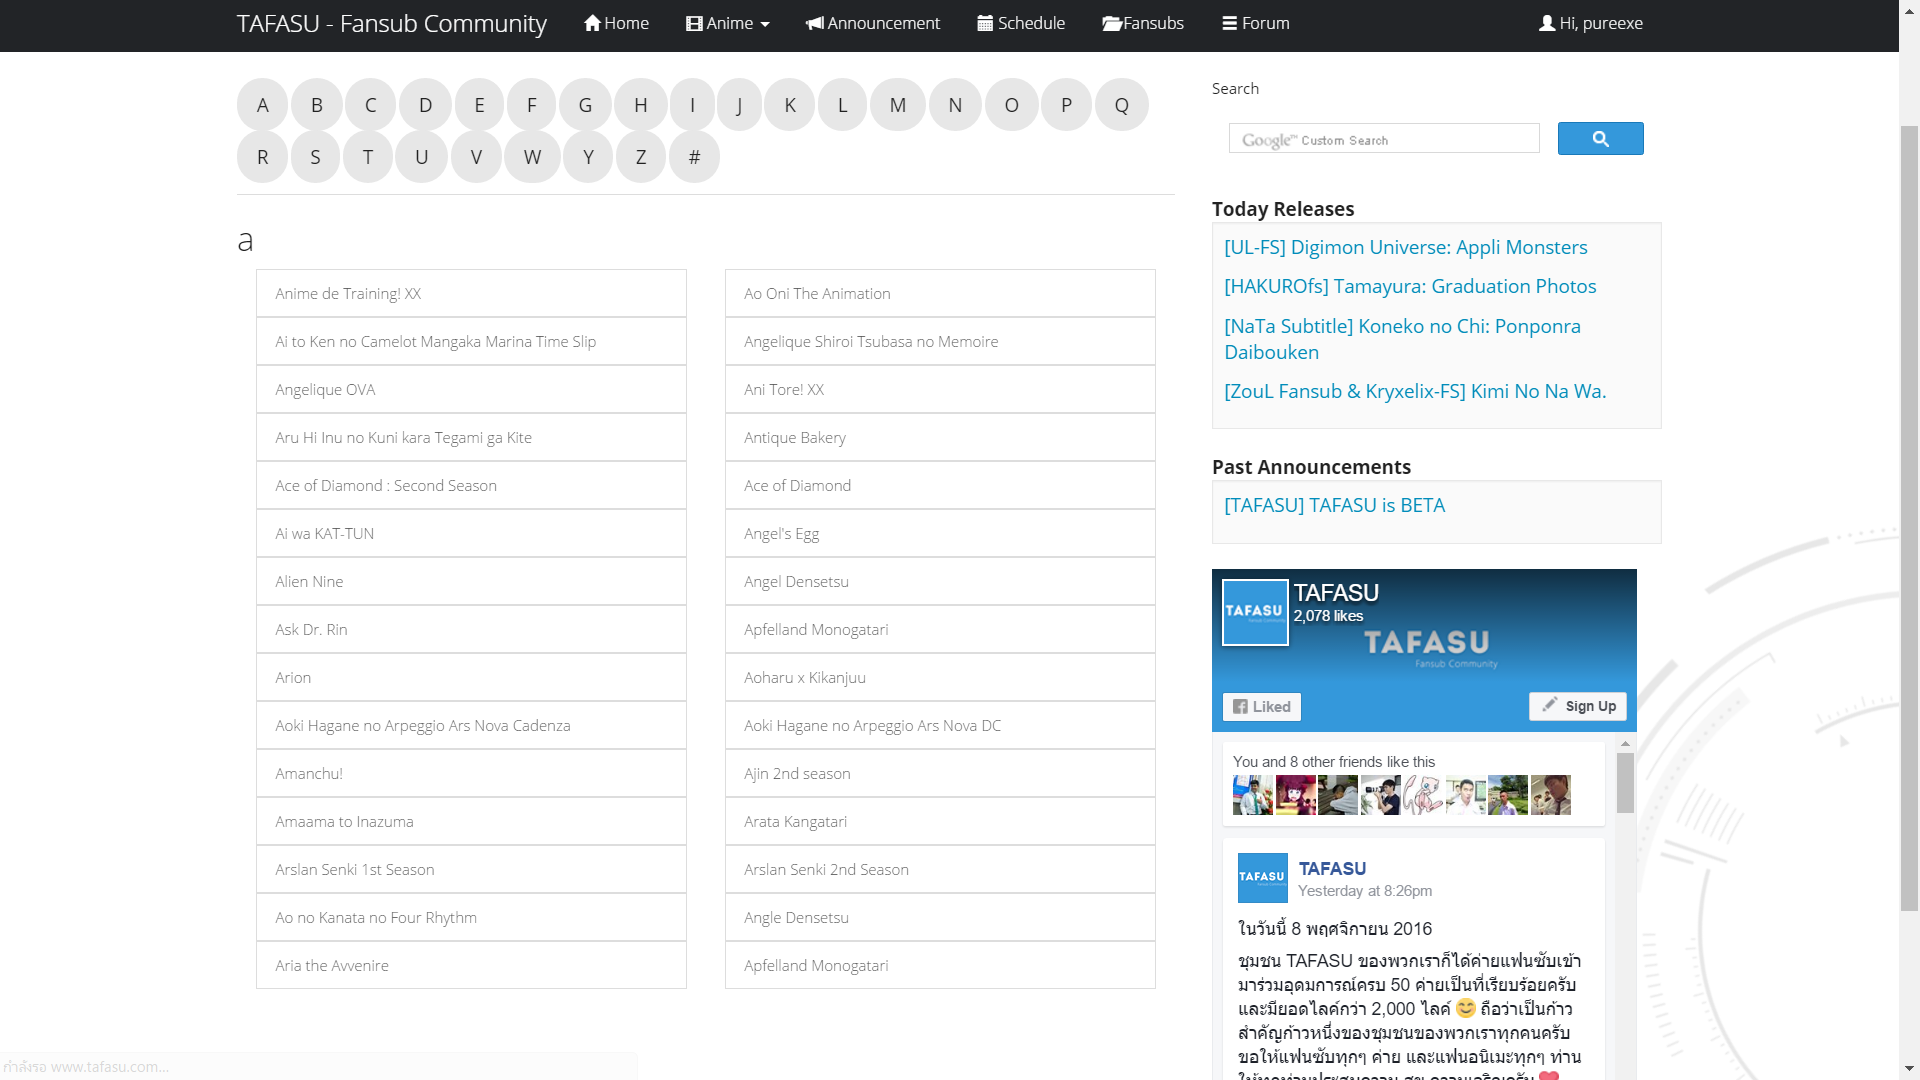 TAFASU - Fansub Community
Home
Anime
Announcement
Schedule
Fansubs
Forum
Hi, pureexe
A B C D E F G H I J K L M N O P Q
R S T U V W Y Z #
a
Anime de Training! XX
Ao Oni The Animation
Ai to Ken no Camelot Mangaka Marina Time Slip
Angelique Shiroi Tsubasa no Memoire
Angelique OVA
Ani Tore! XX
Aru Hi Inu no Kuni kara Tegami ga Kite
Antique Bakery
Ace of Diamond : Second Season
Ace of Diamond
Ai wa KAT-TUN
Angel's Egg
Alien Nine
Angel Densetsu
Ask Dr. Rin
Apfelland Monogatari
Arion
Aoharu x Kikanjuu
Aoki Hagane no Arpeggio Ars Nova Cadenza
Aoki Hagane no Arpeggio Ars Nova DC
Amanchu!
Ajin 2nd season
Amaama to Inazuma
Arata Kangatari
Arslan Senki 1st Season
Arslan Senki 2nd Season
Ao no Kanata no Four Rhythm
Angle Densetsu
Aria the Avvenire
Apfelland Monogatari
Search
Google™ Custom Search
Today Releases
[UL-FS] Digimon Universe: Appli Monsters
[HAKUROfs] Tamayura: Graduation Photos
[NaTa Subtitle] Koneko no Chi: Ponponra
Daibouken
[ZouL Fansub & Kryxelix-FS] Kimi No Na Wa.
Past Announcements
[TAFASU] TAFASU is BETA
TAFASU
TAFASU
2,078 likes
TAFASU
Fansub Community
Liked
Sign Up
You and 8 other friends like this
TAFASU
TAFASU
Yesterday at 8:26pm
ในวันนี้ 8 พฤศจิกายน 2016
ชุมชน TAFASU ของพวกเราก็ได้ค่ายแฟนซับเข้า
มาร่วมอุดมการณ์ครบ 50 ค่ายเป็นที่เรียบร้อยครับ
และมียอดไลค์กว่า 2,000 ไลค์ 😊 ถือว่าเป็นก้าว
สำคัญก้าวหนึ่งของชุมชนของพวกเราทุกคนครับ
ขอให้แฟนซับทุกๆ ค่าย และแฟนอนิเมะทุกๆ ท่าน
กำลังรอ www.tafasu.com...